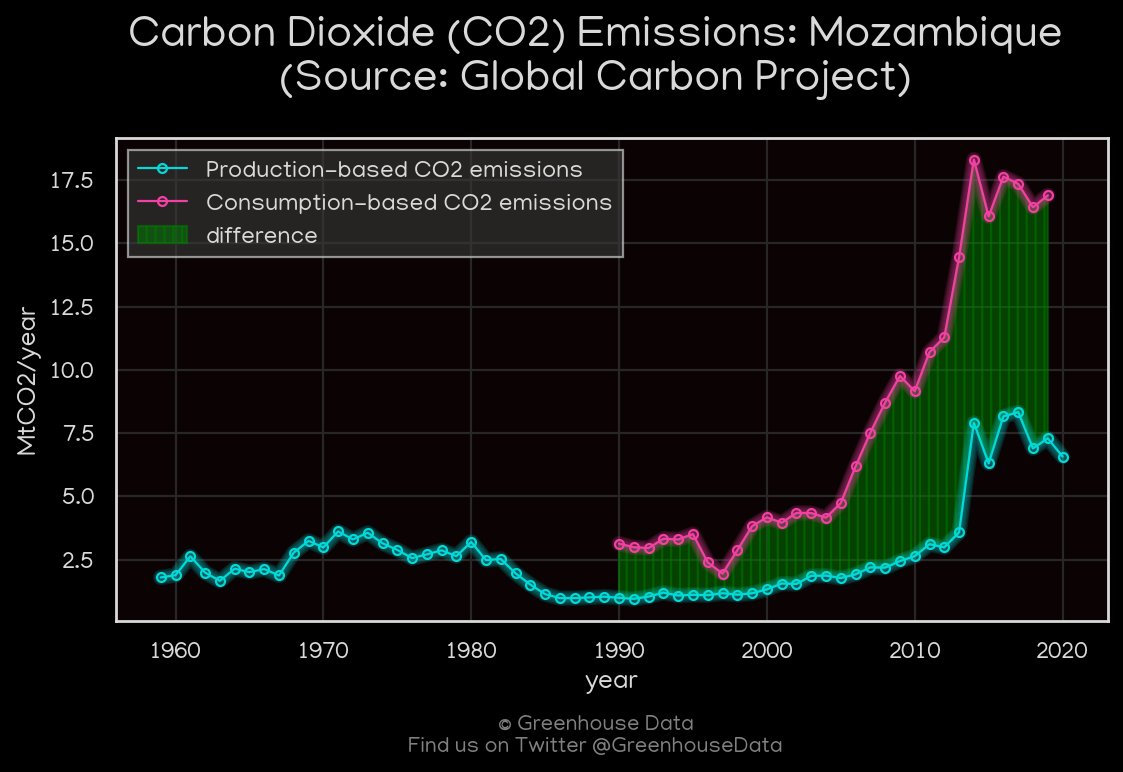 Carbon Dioxide (CO2) Emissions: Mozambique
(Source: Global Carbon Project)
Production-based CO2 emissions
Consumption-based CO2 emissions
difference
MtCO2/year
17.5
15.0
12.5
10.0
7.5
5.0
2.5
1960 1970 1980 1990 2000 2010 2020
year
© Greenhouse Data
Find us on Twitter @GreenhouseData